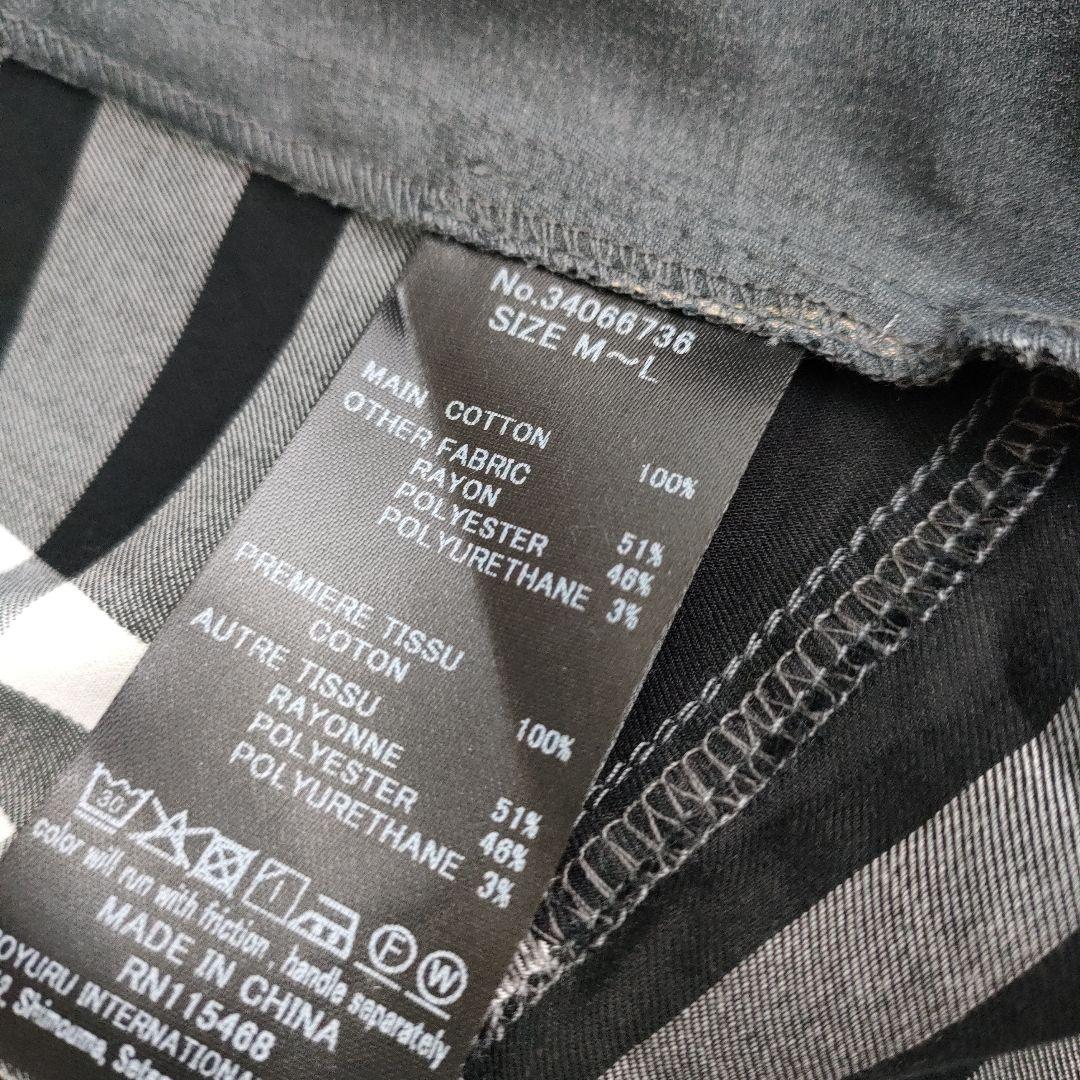 No.34066736
SIZE M～L
MAIN COTTON 100%
OTHER FABRIC
RAYON 51%
POLYESTER 46%
POLYURETHANE 3%
PREMIERE TISSU
COTON 100%
AUTRE TISSU
RAYONNE 51%
POLYESTER 46%
POLYURETHANE 3%
30 F W
color will run with friction, handle separately
MADE IN CHINA
RN115468
INTERNATIONAL